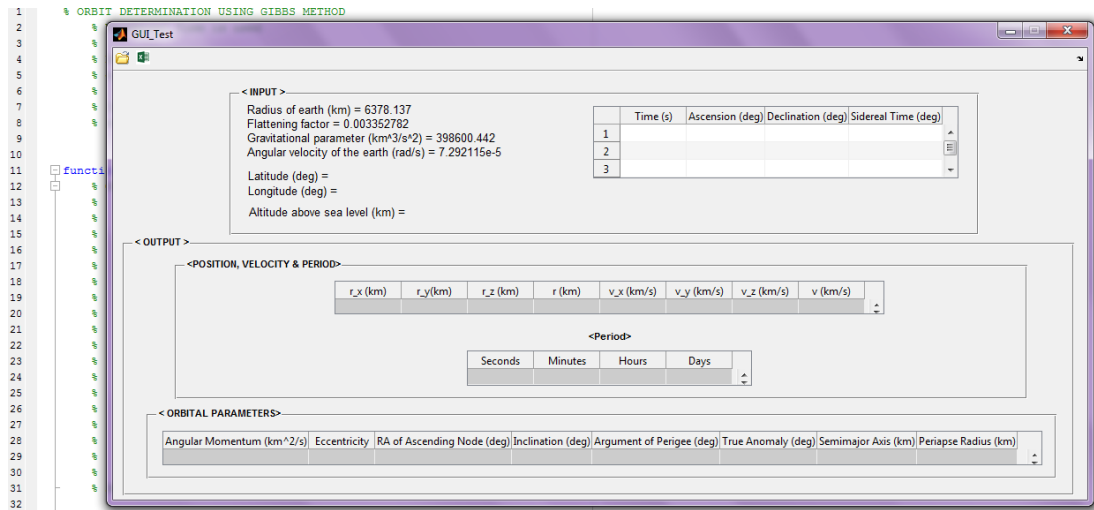 1 % ORBIT DETERMINATION USING GIBBS METHOD
2 %
3 %
4 %
5 %
6 %
7 %
8 %
9
10
11 functi
12 %
13 %
14 %
15 %
16 %
17 %
18 %
19 %
20 %
21 %
22 %
23 %
24 %
25 %
26 %
27 %
28 %
29 %
30 %
31 %
32
GUI_Test
< INPUT >
Radius of earth (km) = 6378.137
Flattening factor = 0.003352782
Gravitational parameter (km^3/s^2) = 398600.442
Angular velocity of the earth (rad/s) = 7.292115e-5
Latitude (deg) =
Longitude (deg) =
Altitude above sea level (km) =
Time (s) Ascension (deg) Declination (deg) Sidereal Time (deg)
1
2
3
< OUTPUT >
<POSITION, VELOCITY & PERIOD>
r_x (km) r_y(km) r_z (km) r (km) v_x (km/s) v_y (km/s) v_z (km/s) v (km/s)
<Period>
Seconds Minutes Hours Days
< ORBITAL PARAMETERS>
Angular Momentum (km^2/s) Eccentricity RA of Ascending Node (deg) Inclination (deg) Argument of Perigee (deg) True Anomaly (deg) Semimajor Axis (km) Periapse Radius (km)